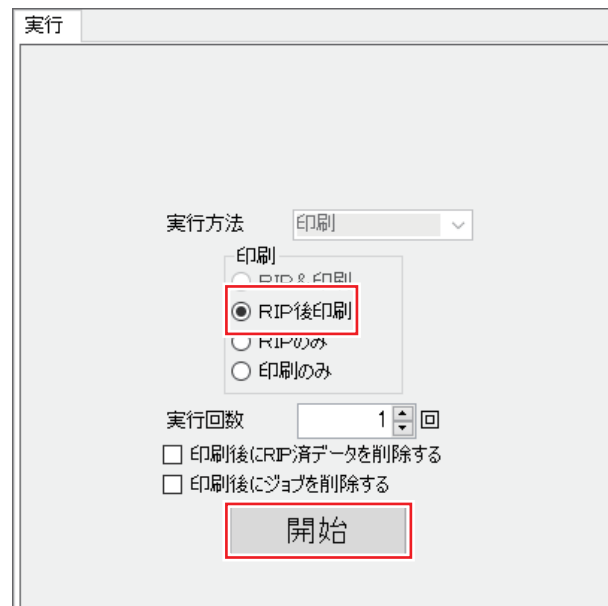 実行
実行方法 印刷
印刷
RIP & 印刷
RIP後印刷
RIPのみ
印刷のみ
実行回数 1 回
印刷後にRIP済データを削除する
印刷後にジョブを削除する
開始